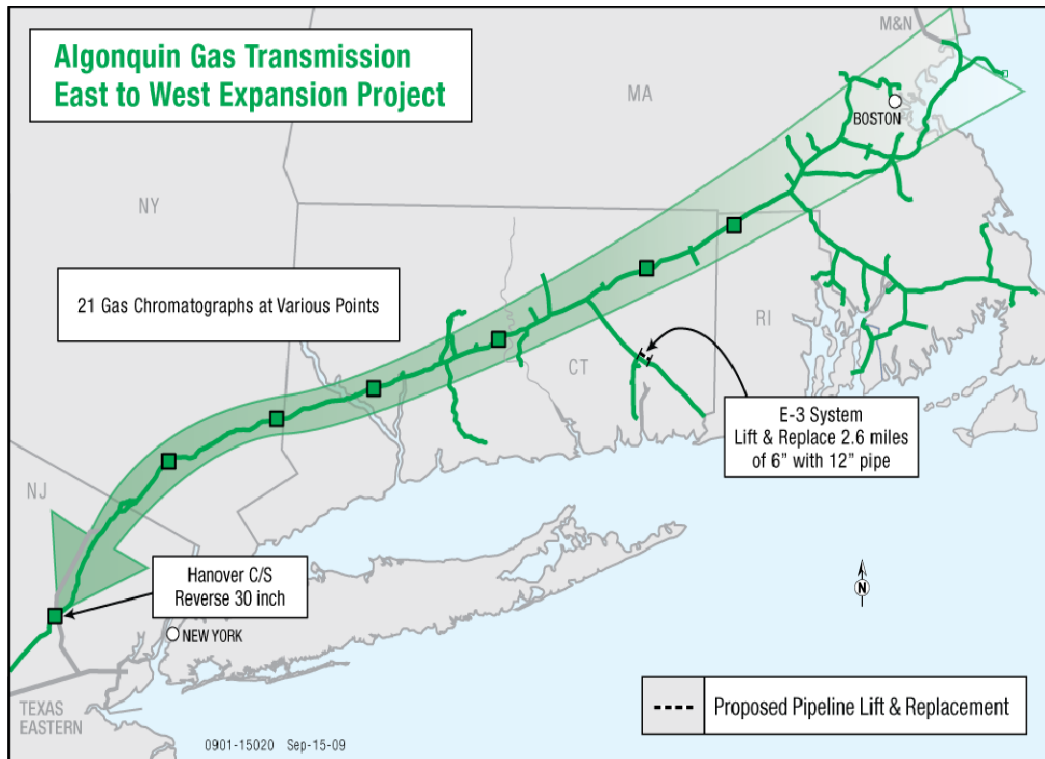 Algonquin Gas Transmission
East to West Expansion Project
M&N
MA
BOSTON
NY
21 Gas Chromatographs at Various Points
RI
CT
E-3 System
Lift & Replace 2.6 miles
of 6" with 12" pipe
NJ
Hanover C/S
Reverse 30 inch
N
NEW YORK
TEXAS
EASTERN
Proposed Pipeline Lift & Replacement
0901-15020 Sep-15-09